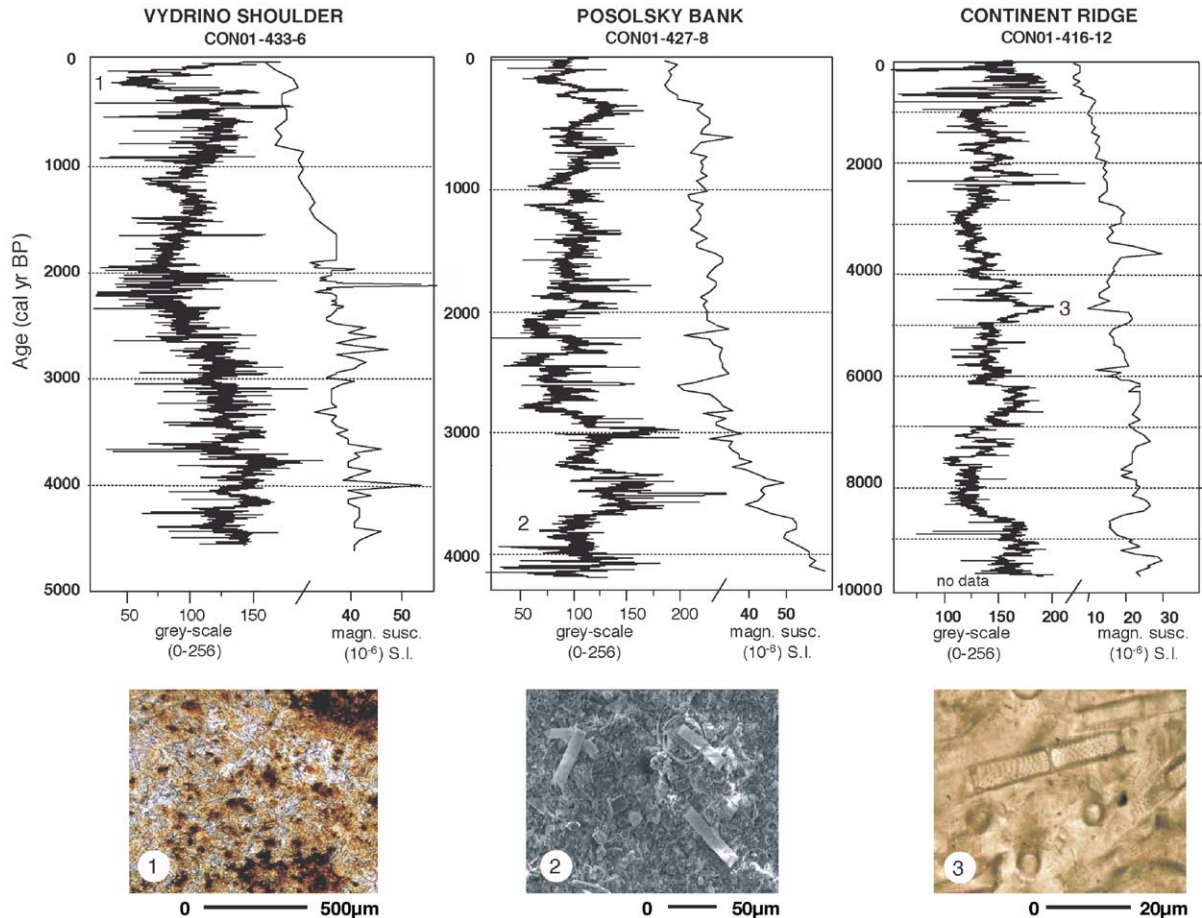 VYDRINO SHOULDER
CON01-433-6
POSOLSKY BANK
CON01-427-8
CONTINENT RIDGE
CON01-416-12
Age (cal yr BP)
0
1000
2000
3000
4000
5000
1
50 100 150 40 50
grey-scale magn. susc.
(0-256) (10⁻⁶) S.I.
0
1000
2000
3000
4000
2
50 100 150 200 40 50
grey-scale magn. susc.
(0-256) (10⁻⁶) S.I.
0
2000
4000
6000
8000
10000
3
no data
100 150 200 10 20 30
grey-scale magn. susc.
(0-256) (10⁻⁶) S.I.
1
0 500µm
2
0 50µm
3
0 20µm